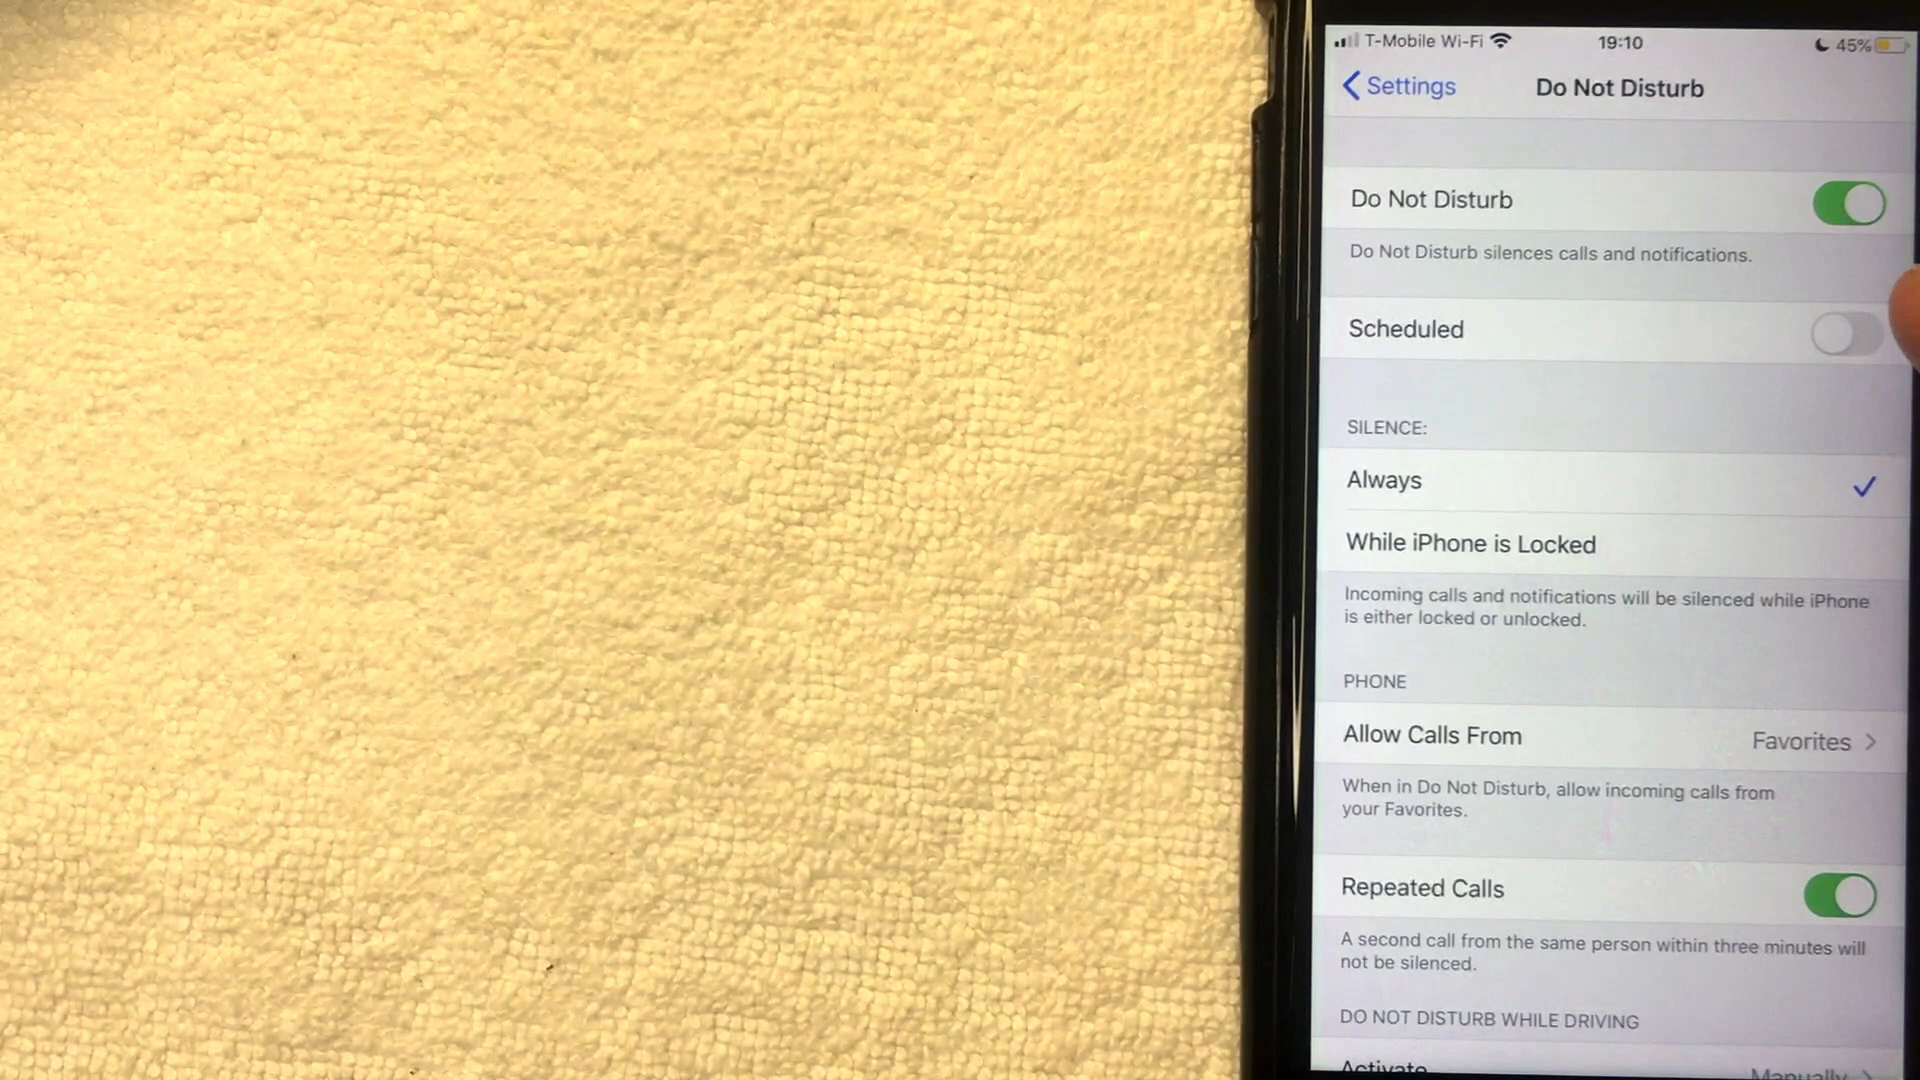 T-Mobile Wi-Fi 19:10 45%
Settings Do Not Disturb
Do Not Disturb
Do Not Disturb silences calls and notifications.
Scheduled
SILENCE:
Always
While iPhone is Locked
Incoming calls and notifications will be silenced while iPhone
is either locked or unlocked.
PHONE
Allow Calls From Favorites
When in Do Not Disturb, allow incoming calls from
your Favorites.
Repeated Calls
A second call from the same person within three minutes will
not be silenced.
DO NOT DISTURB WHILE DRIVING
Activate Manually